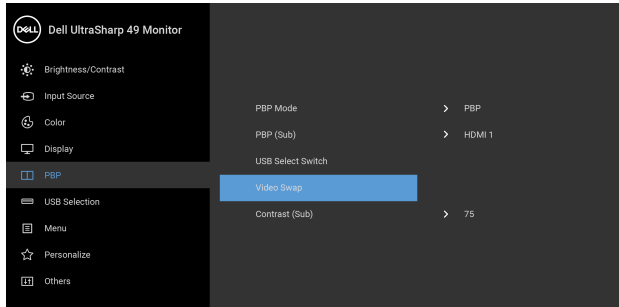 DELL Dell UltraSharp 49 Monitor
Brightness/Contrast
Input Source
Color
Display
PBP
USB Selection
Menu
Personalize
Others
PBP Mode > PBP
PBP (Sub) > HDMI 1
USB Select Switch
Video Swap
Contrast (Sub) > 75